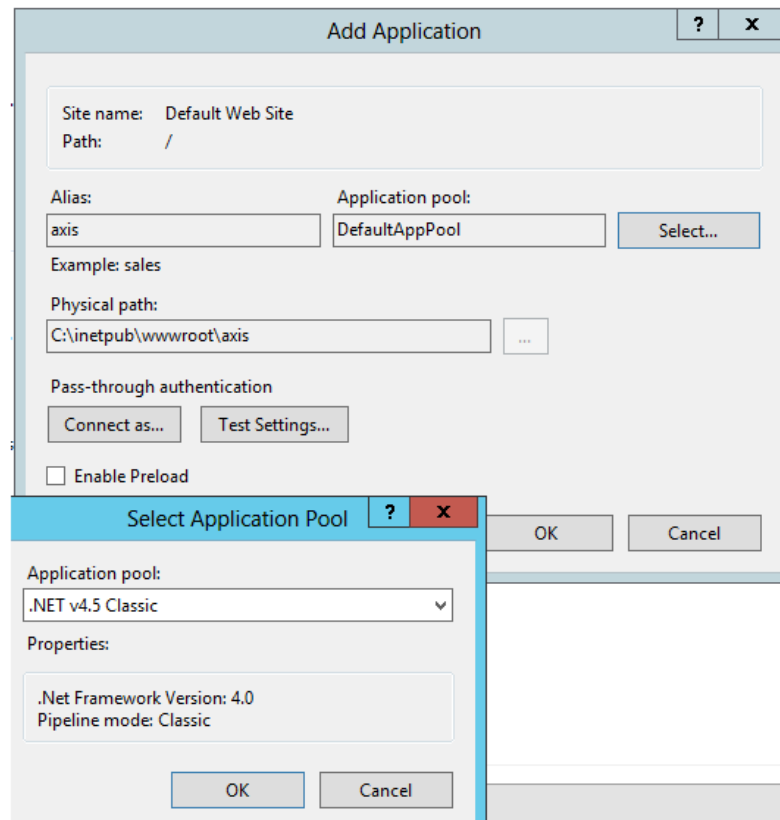 Add Application
? x
Site name: Default Web Site
Path: /
Alias: Application pool:
axis DefaultAppPool Select...
Example: sales
Physical path:
C:\inetpub\wwwroot\axis ...
Pass-through authentication
Connect as... Test Settings...
Enable Preload
OK Cancel
Select Application Pool
? x
Application pool:
.NET v4.5 Classic
Properties:
.Net Framework Version: 4.0
Pipeline mode: Classic
OK Cancel